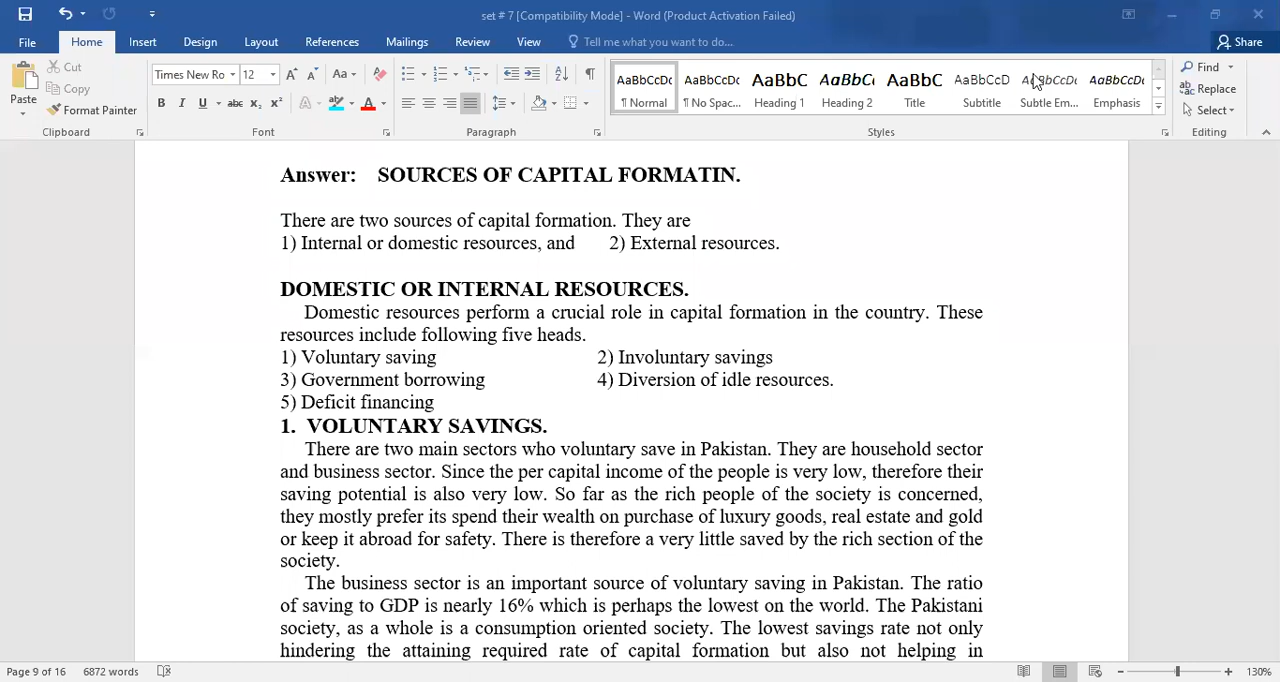 set # 7 [Compatibility Mode] - Word (Product Activation Failed)
File Home Insert Design Layout References Mailings Review View Tell me what you want to do... Share
Paste Cut Copy Format Painter
Times New Ro 12 Aa
B I U abc x₂ x² A ab A
AaBbCcDc AaBbCcDc AaBbC AaBbCc AaBbC AaBbCcD AaBbCcDc AaBbCcDc
¶ Normal ¶ No Spac... Heading 1 Heading 2 Title Subtitle Subtle Em... Emphasis
Find Replace Select
Clipboard Font Paragraph Styles Editing
Answer: SOURCES OF CAPITAL FORMATIN.
There are two sources of capital formation. They are
1) Internal or domestic resources, and 2) External resources.
DOMESTIC OR INTERNAL RESOURCES.
Domestic resources perform a crucial role in capital formation in the country. These
resources include following five heads.
1) Voluntary saving 2) Involuntary savings
3) Government borrowing 4) Diversion of idle resources.
5) Deficit financing
1. VOLUNTARY SAVINGS.
There are two main sectors who voluntary save in Pakistan. They are household sector
and business sector. Since the per capital income of the people is very low, therefore their
saving potential is also very low. So far as the rich people of the society is concerned,
they mostly prefer its spend their wealth on purchase of luxury goods, real estate and gold
or keep it abroad for safety. There is therefore a very little saved by the rich section of the
society.
The business sector is an important source of voluntary saving in Pakistan. The ratio
of saving to GDP is nearly 16% which is perhaps the lowest on the world. The Pakistani
society, as a whole is a consumption oriented society. The lowest savings rate not only
hindering the attaining required rate of capital formation but also not helping in
Page 9 of 16 6872 words 130%